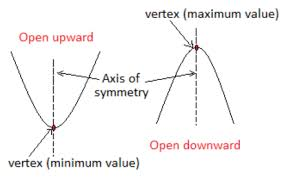 vertex (maximum value)
Open upward
Axis of
symmetry
Open downward
vertex (minimum value)